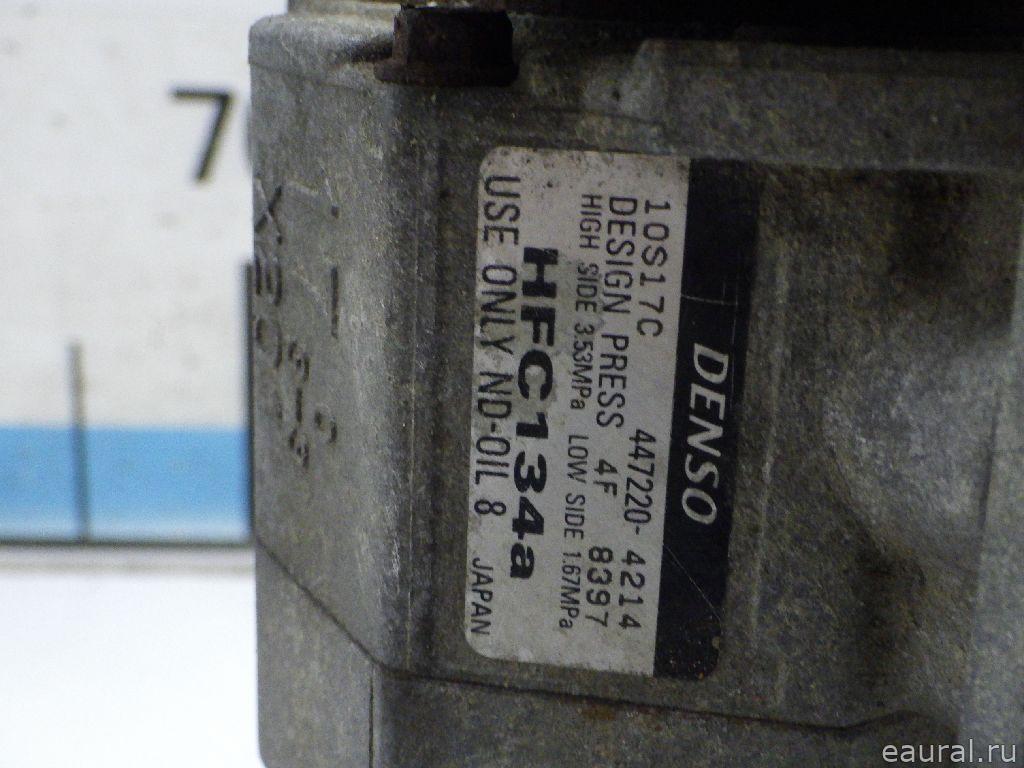 DENSO
10S17C 447220-4214
DESIGN PRESS 4F 8397
HIGH SIDE 3.53MPa LOW SIDE 1.67MPa
HFC134a
USE ONLY ND-OIL 8 JAPAN
7
eaural.ru